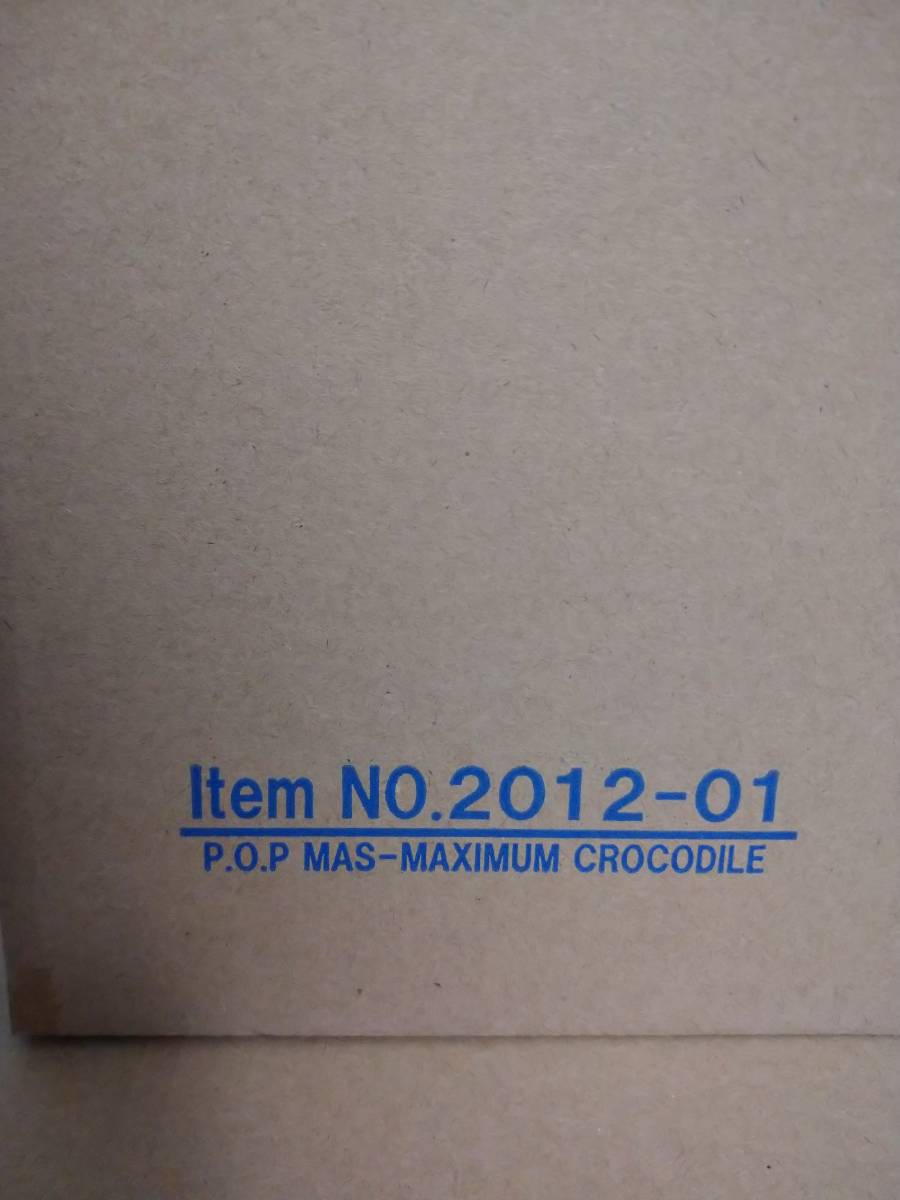 Item NO.2012-01
P.O.P MAS-MAXIMUM CROCODILE